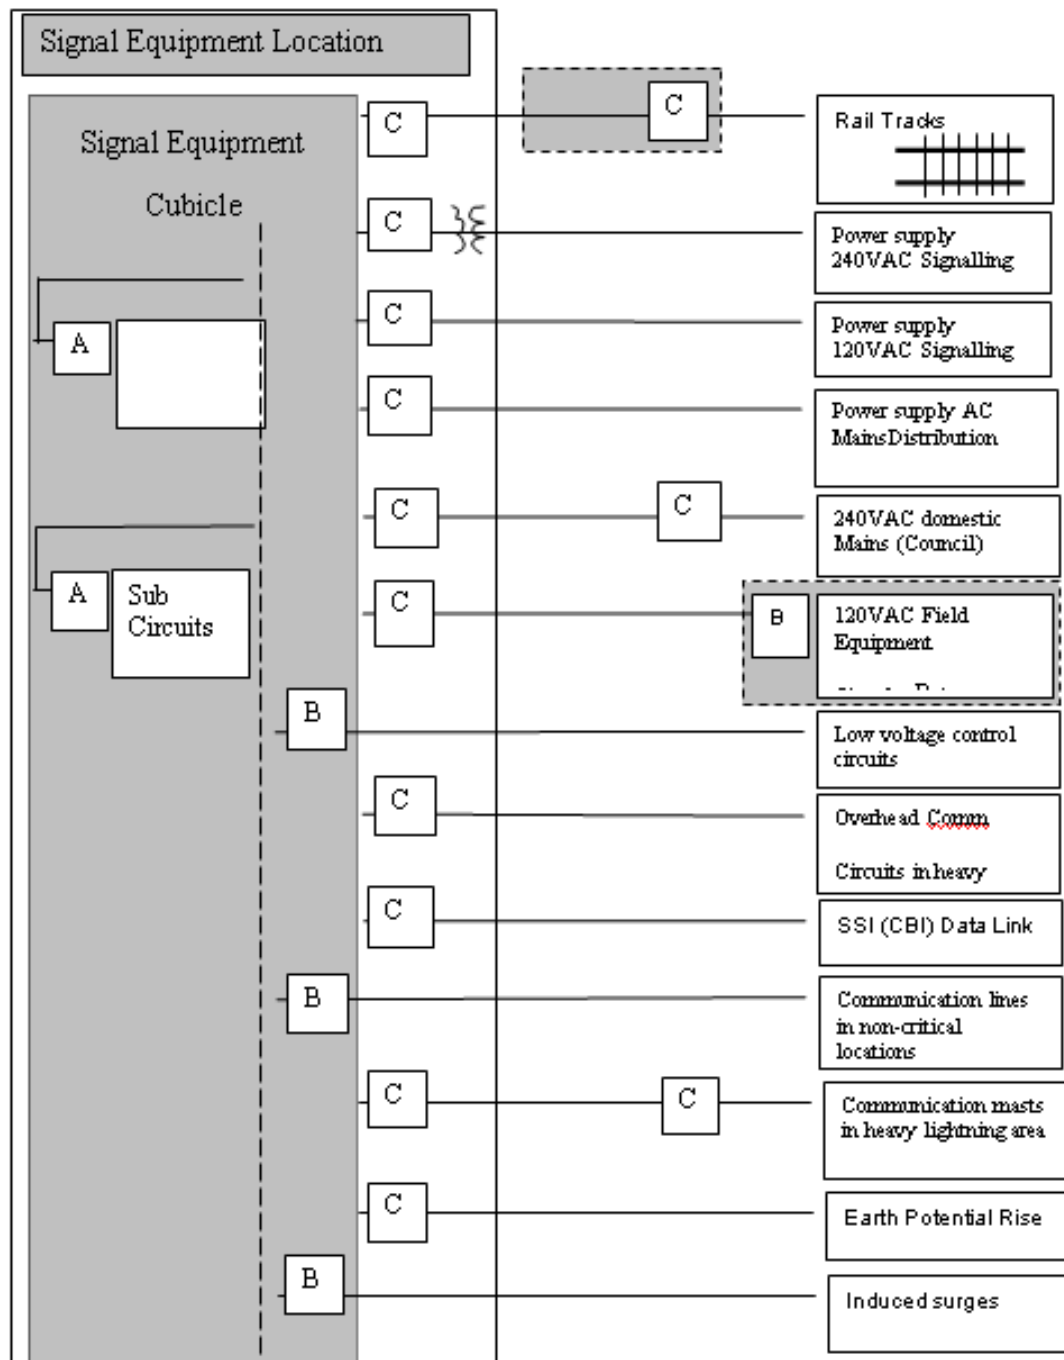 Signal Equipment Location
Signal Equipment
Cubicle
C
C
Rail Tracks
C
Power supply
240VAC Signalling
C
Power supply
120VAC Signalling
A
C
Power supply AC
MainsDistribution
C
C
240VAC domestic
Mains (Council)
A
Sub
Circuits
C
B
120VAC Field
Equipment
B
Low voltage control
circuits
C
Overhead Comm
Circuits in heavy
C
SSI (CBI) Data Link
B
Communication lines
in non-critical
locations
C
C
Communication masts
in heavy lightning area
C
Earth Potential Rise
B
Induced surges